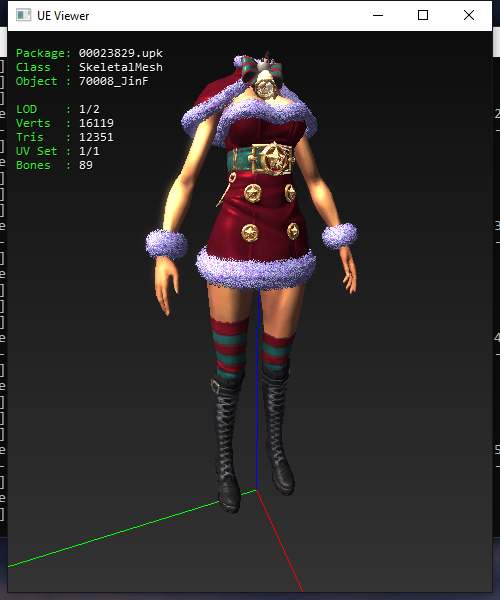 UE Viewer
Package: 00023829.upk
Class : SkeletalMesh
Object : 70008_JinF
LOD : 1/2
Verts : 16119
Tris : 12351
UV Set : 1/1
Bones : 89